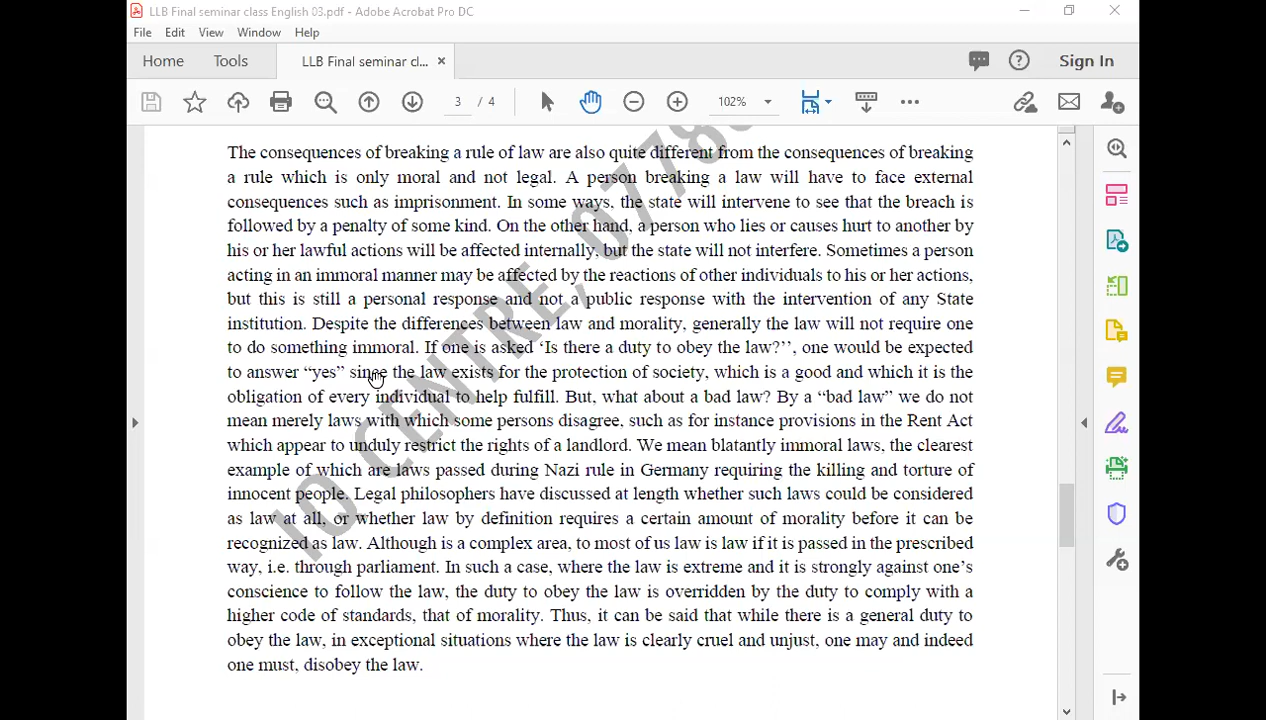 LLB Final seminar class English 03.pdf - Adobe Acrobat Pro DC
File Edit View Window Help
Home Tools LLB Final seminar cl... × Sign In
3 / 4 102%
The consequences of breaking a rule of law are also quite different from the consequences of breaking
a rule which is only moral and not legal. A person breaking a law will have to face external
consequences such as imprisonment. In some ways, the state will intervene to see that the breach is
followed by a penalty of some kind. On the other hand, a person who lies or causes hurt to another by
his or her lawful actions will be affected internally, but the state will not interfere. Sometimes a person
acting in an immoral manner may be affected by the reactions of other individuals to his or her actions,
but this is still a personal response and not a public response with the intervention of any State
institution. Despite the differences between law and morality, generally the law will not require one
to do something immoral. If one is asked ‘Is there a duty to obey the law?’’, one would be expected
to answer “yes” since the law exists for the protection of society, which is a good and which it is the
obligation of every individual to help fulfill. But, what about a bad law? By a “bad law” we do not
mean merely laws with which some persons disagree, such as for instance provisions in the Rent Act
which appear to unduly restrict the rights of a landlord. We mean blatantly immoral laws, the clearest
example of which are laws passed during Nazi rule in Germany requiring the killing and torture of
innocent people. Legal philosophers have discussed at length whether such laws could be considered
as law at all, or whether law by definition requires a certain amount of morality before it can be
recognized as law. Although is a complex area, to most of us law is law if it is passed in the prescribed
way, i.e. through parliament. In such a case, where the law is extreme and it is strongly against one’s
conscience to follow the law, the duty to obey the law is overridden by the duty to comply with a
higher code of standards, that of morality. Thus, it can be said that while there is a general duty to
obey the law, in exceptional situations where the law is clearly cruel and unjust, one may and indeed
one must, disobey the law.
IQ CENTRE, 0778